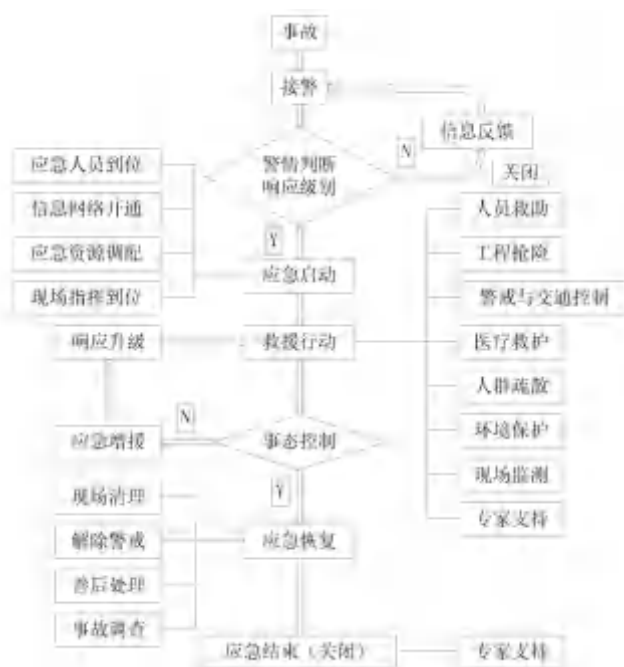 事故
接警
信息反馈
N
警情判断
响应级别
关闭
应急人员到位
信息网络开通
应急资源调配
现场指挥到位
Y
应急启动
人员救助
工程抢险
警戒与交通控制
医疗救护
人群疏散
环境保护
现场监测
专家支持
响应升级
救援行动
N
应急增援
事态控制
Y
现场清理
解除警戒
善后处理
事故调查
应急恢复
应急结束（关闭）
专家支持